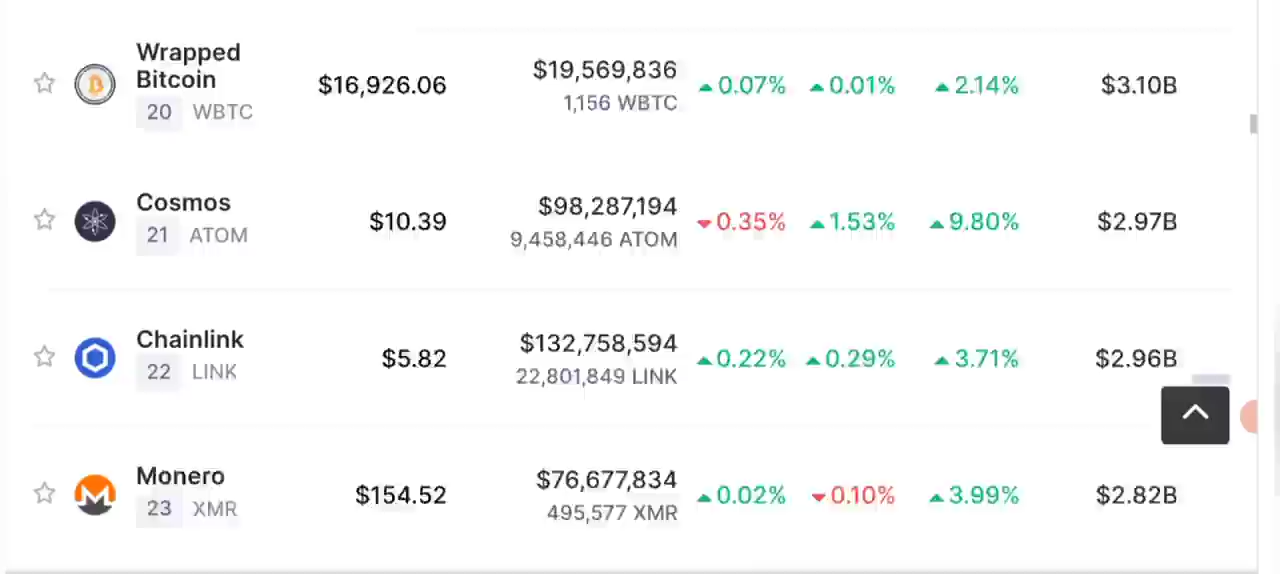 Wrapped
Bitcoin
20 WBTC
$16,926.06
$19,569,836
1,156 WBTC
0.07%
0.01%
2.14%
$3.10B
Cosmos
21 ATOM
$10.39
$98,287,194
9,458,446 ATOM
0.35%
1.53%
9.80%
$2.97B
Chainlink
22 LINK
$5.82
$132,758,594
22,801,849 LINK
0.22%
0.29%
3.71%
$2.96B
Monero
23 XMR
$154.52
$76,677,834
495,577 XMR
0.02%
0.10%
3.99%
$2.82B